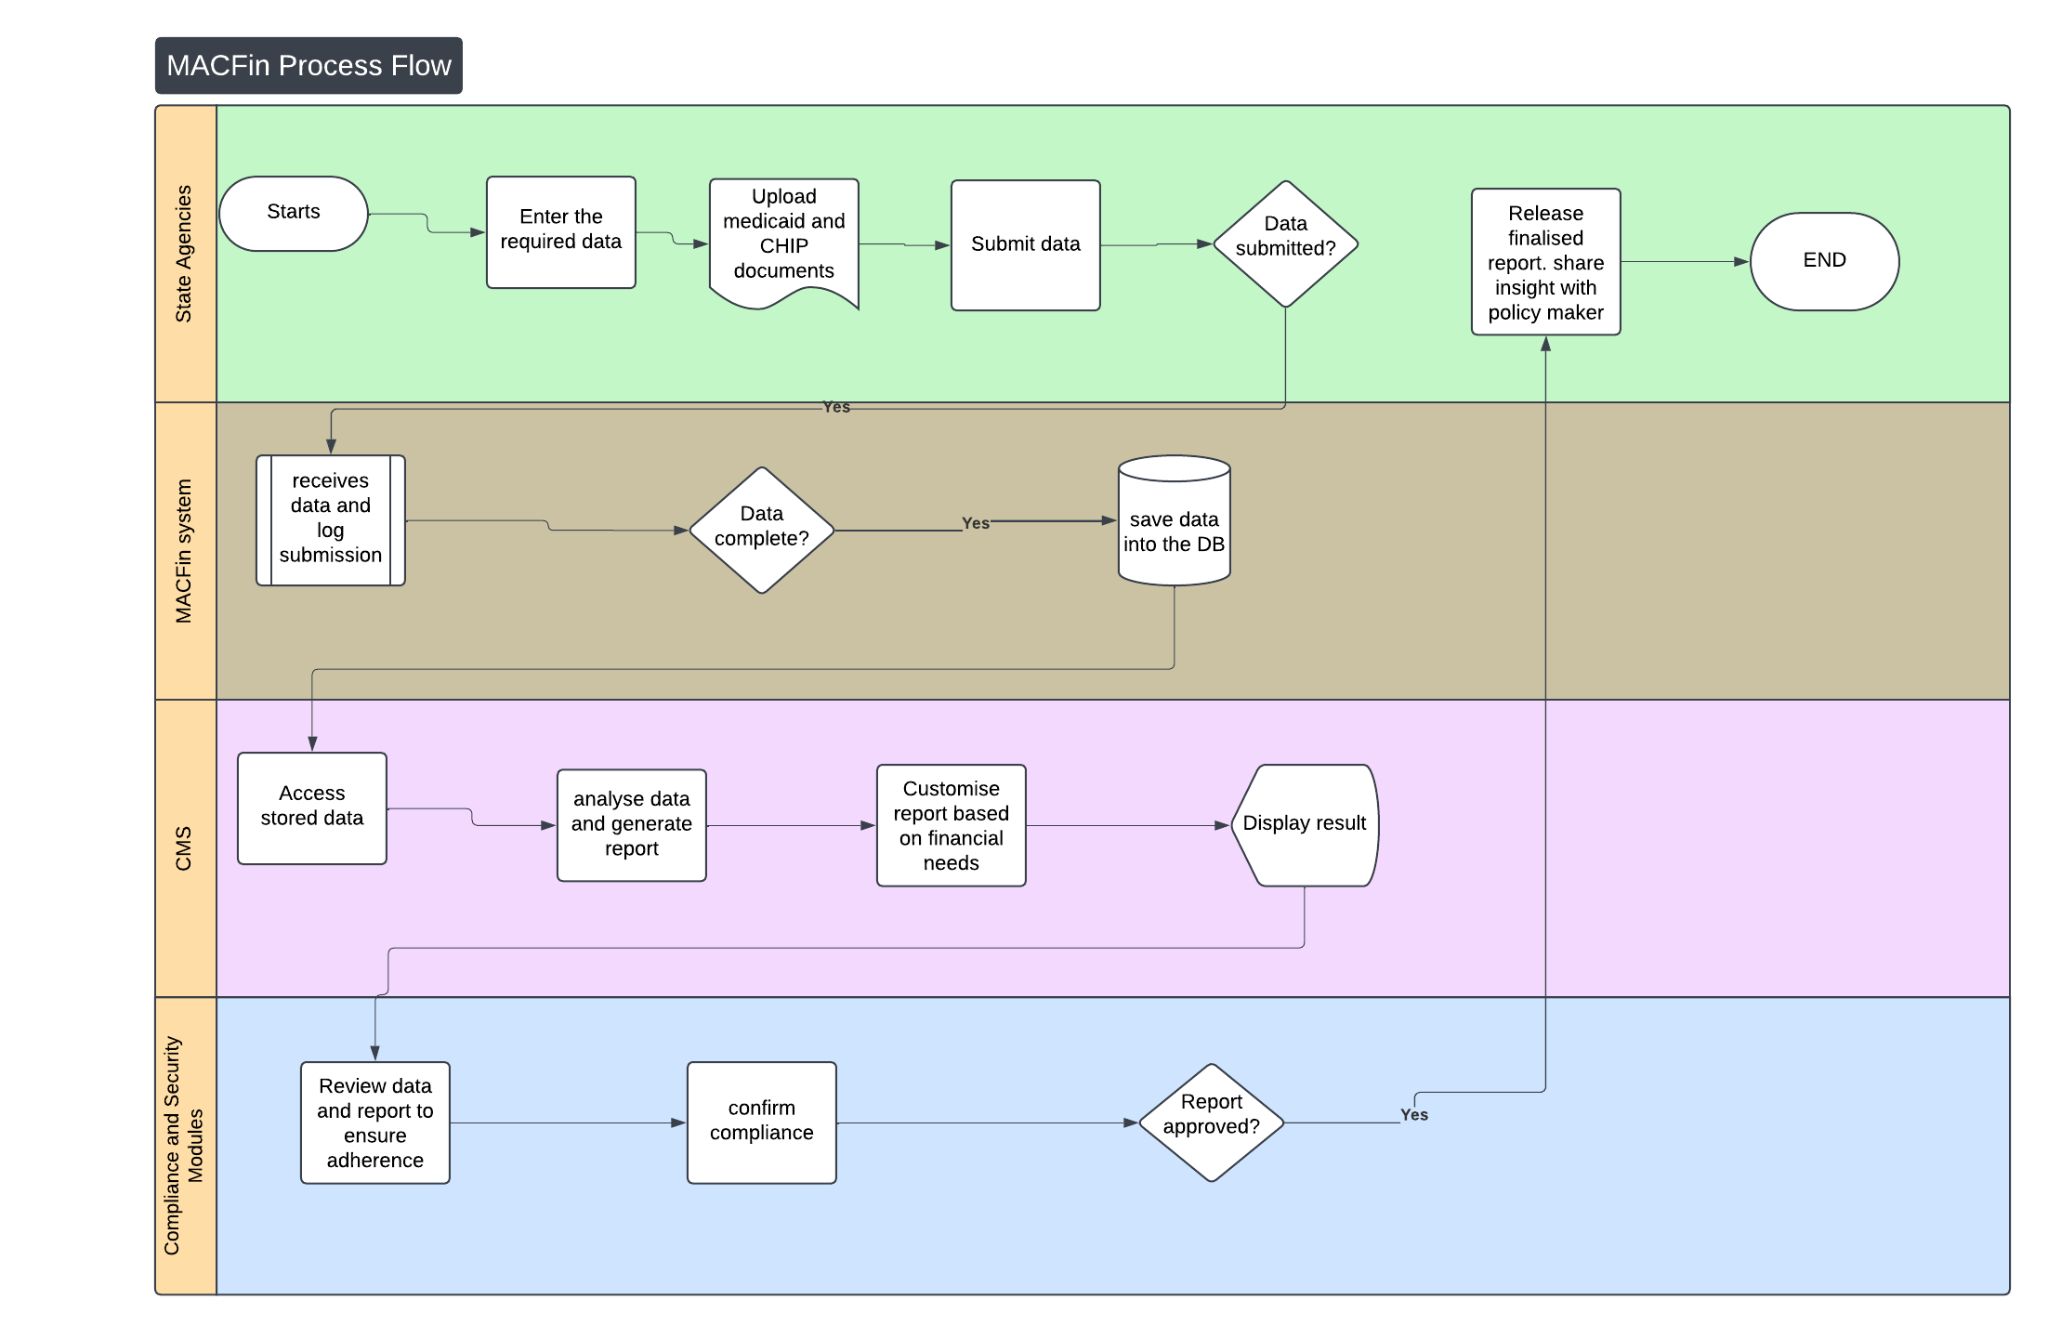 MACFin Process Flow
State Agencies
Starts
Enter the
required data
Upload
medicaid and
CHIP
documents
Submit data
Data
submitted?
Release
finalised
report. share
insight with
policy maker
END
Yes
MACFin system
receives
data and
log
submission
Data
complete?
Yes
save data
into the DB
CMS
Access
stored data
analyse data
and generate
report
Customise
report based
on financial
needs
Display result
Compliance and Security
Modules
Review data
and report to
ensure
adherence
confirm
compliance
Report
approved?
Yes